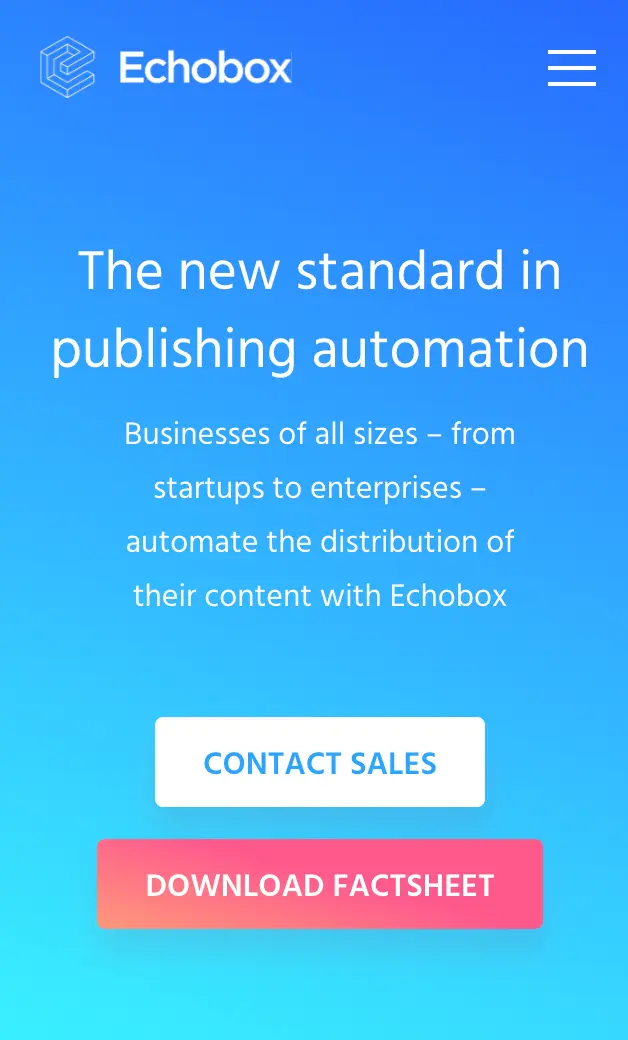 Echobox
The new standard in
publishing automation
Businesses of all sizes – from
startups to enterprises –
automate the distribution of
their content with Echobox
CONTACT SALES
DOWNLOAD FACTSHEET